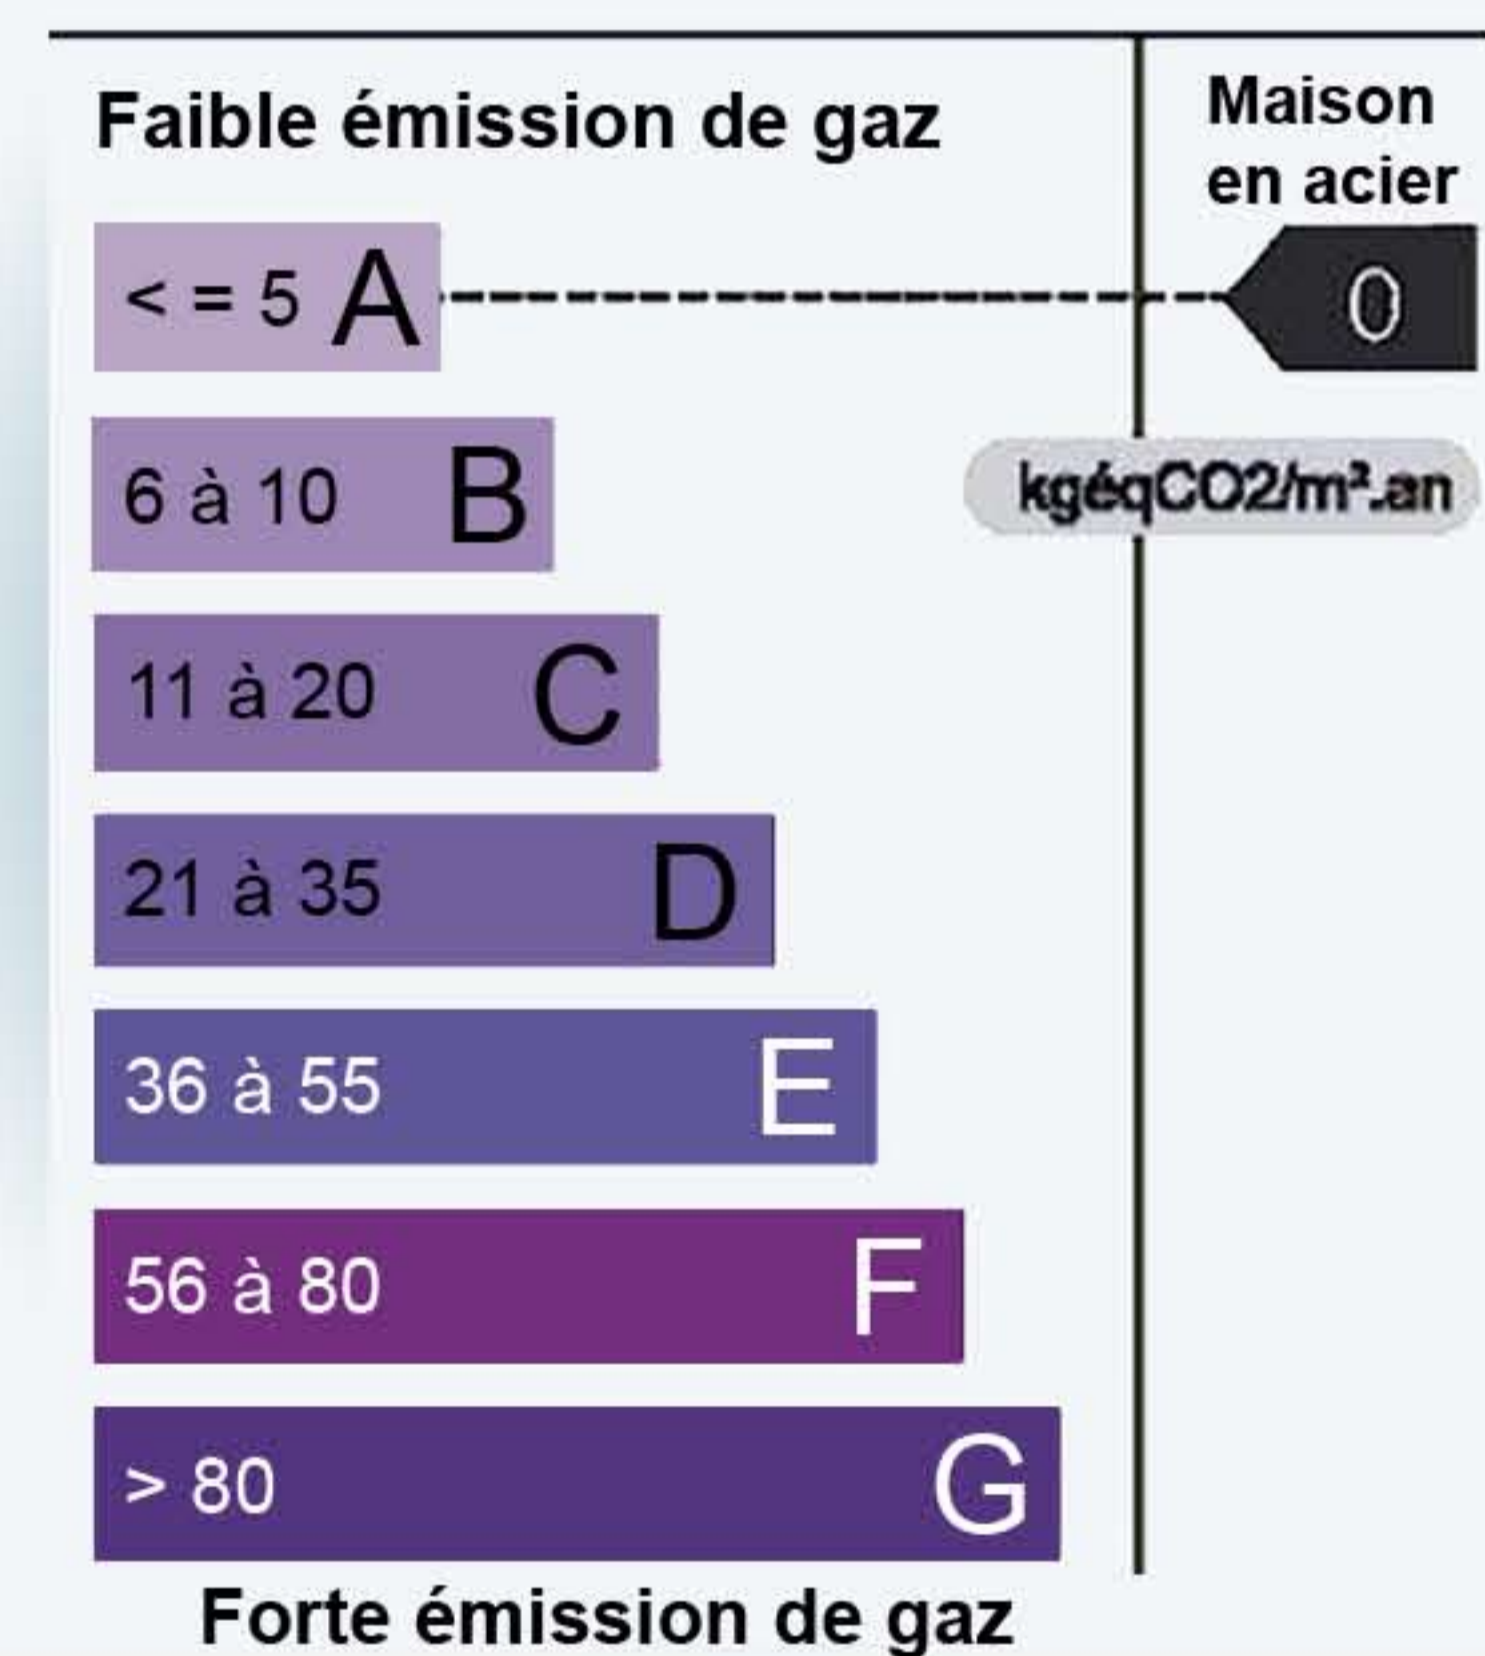 Faible émission de gaz
Maison
en acier
< = 5 A
0
6 à 10 B
kgéqCO2/m².an
11 à 20 C
21 à 35 D
36 à 55 E
56 à 80 F
> 80 G
Forte émission de gaz